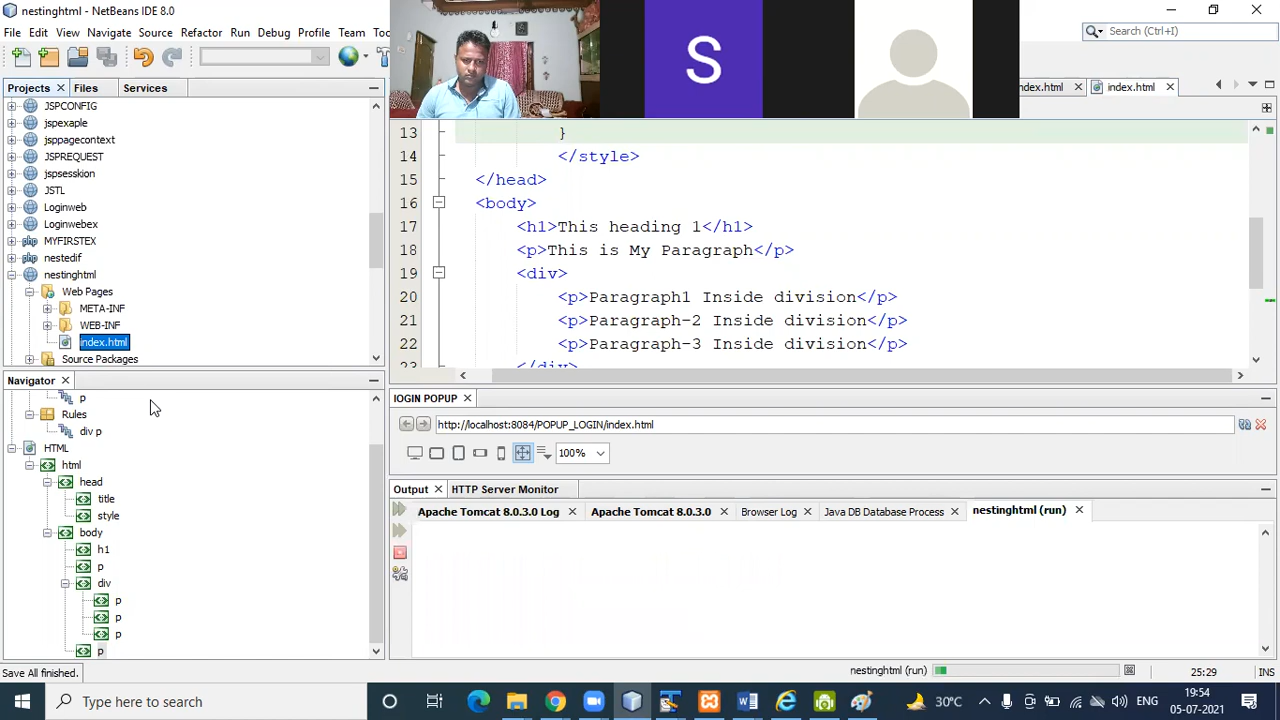 nestinghtml - NetBeans IDE 8.0
File Edit View Navigate Source Refactor Run Debug Profile Team Too
Search (Ctrl+I)
S
Projects Files Services
ndex.html index.html
JSPCONFIG
jspexaple
jsppagecontext
JSPREQUEST
jspsesskion
JSTL
Loginweb
Loginwebex
MYFIRSTEX
nestedif
nestinghtml
Web Pages
META-INF
WEB-INF
index.html
Source Packages
13 }
14 </style>
15 </head>
16 <body>
17 <h1>This heading 1</h1>
18 <p>This is My Paragraph</p>
19 <div>
20 <p>Paragraph1 Inside division</p>
21 <p>Paragraph-2 Inside division</p>
22 <p>Paragraph-3 Inside division</p>
23 </div>
Navigator
p
Rules
div p
HTML
html
head
title
style
body
h1
p
div
p
p
p
p
lOGIN POPUP
http://localhost:8084/POPUP_LOGIN/index.html
100%
Output HTTP Server Monitor
Apache Tomcat 8.0.3.0 Log Apache Tomcat 8.0.3.0 Browser Log Java DB Database Process nestinghtml (run)
Save All finished. nestinghtml (run) 25:29 INS
Type here to search
30°C ENG 19:54
05-07-2021